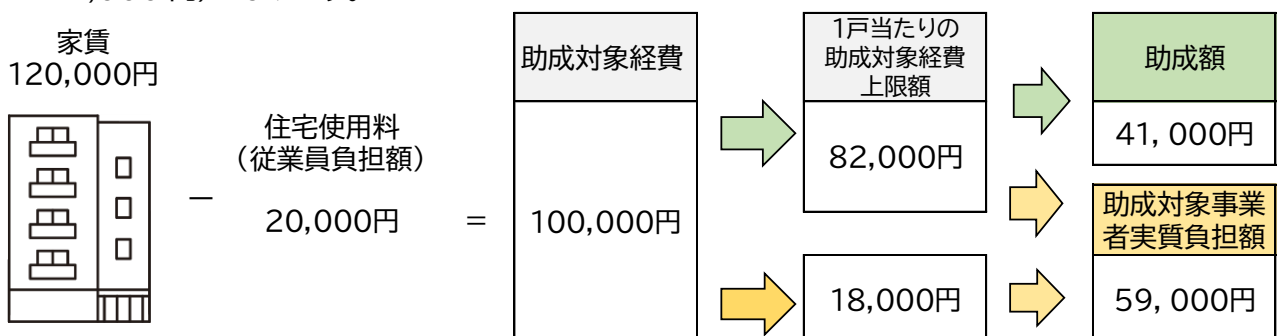 家賃
120,000円
住宅使用料
（従業員負担額）
－
20,000円
＝
助成対象経費
100,000円
1戸当たりの
助成対象経費
上限額
82,000円
18,000円
助成額
41,000円
助成対象事業
者実質負担額
59,000円